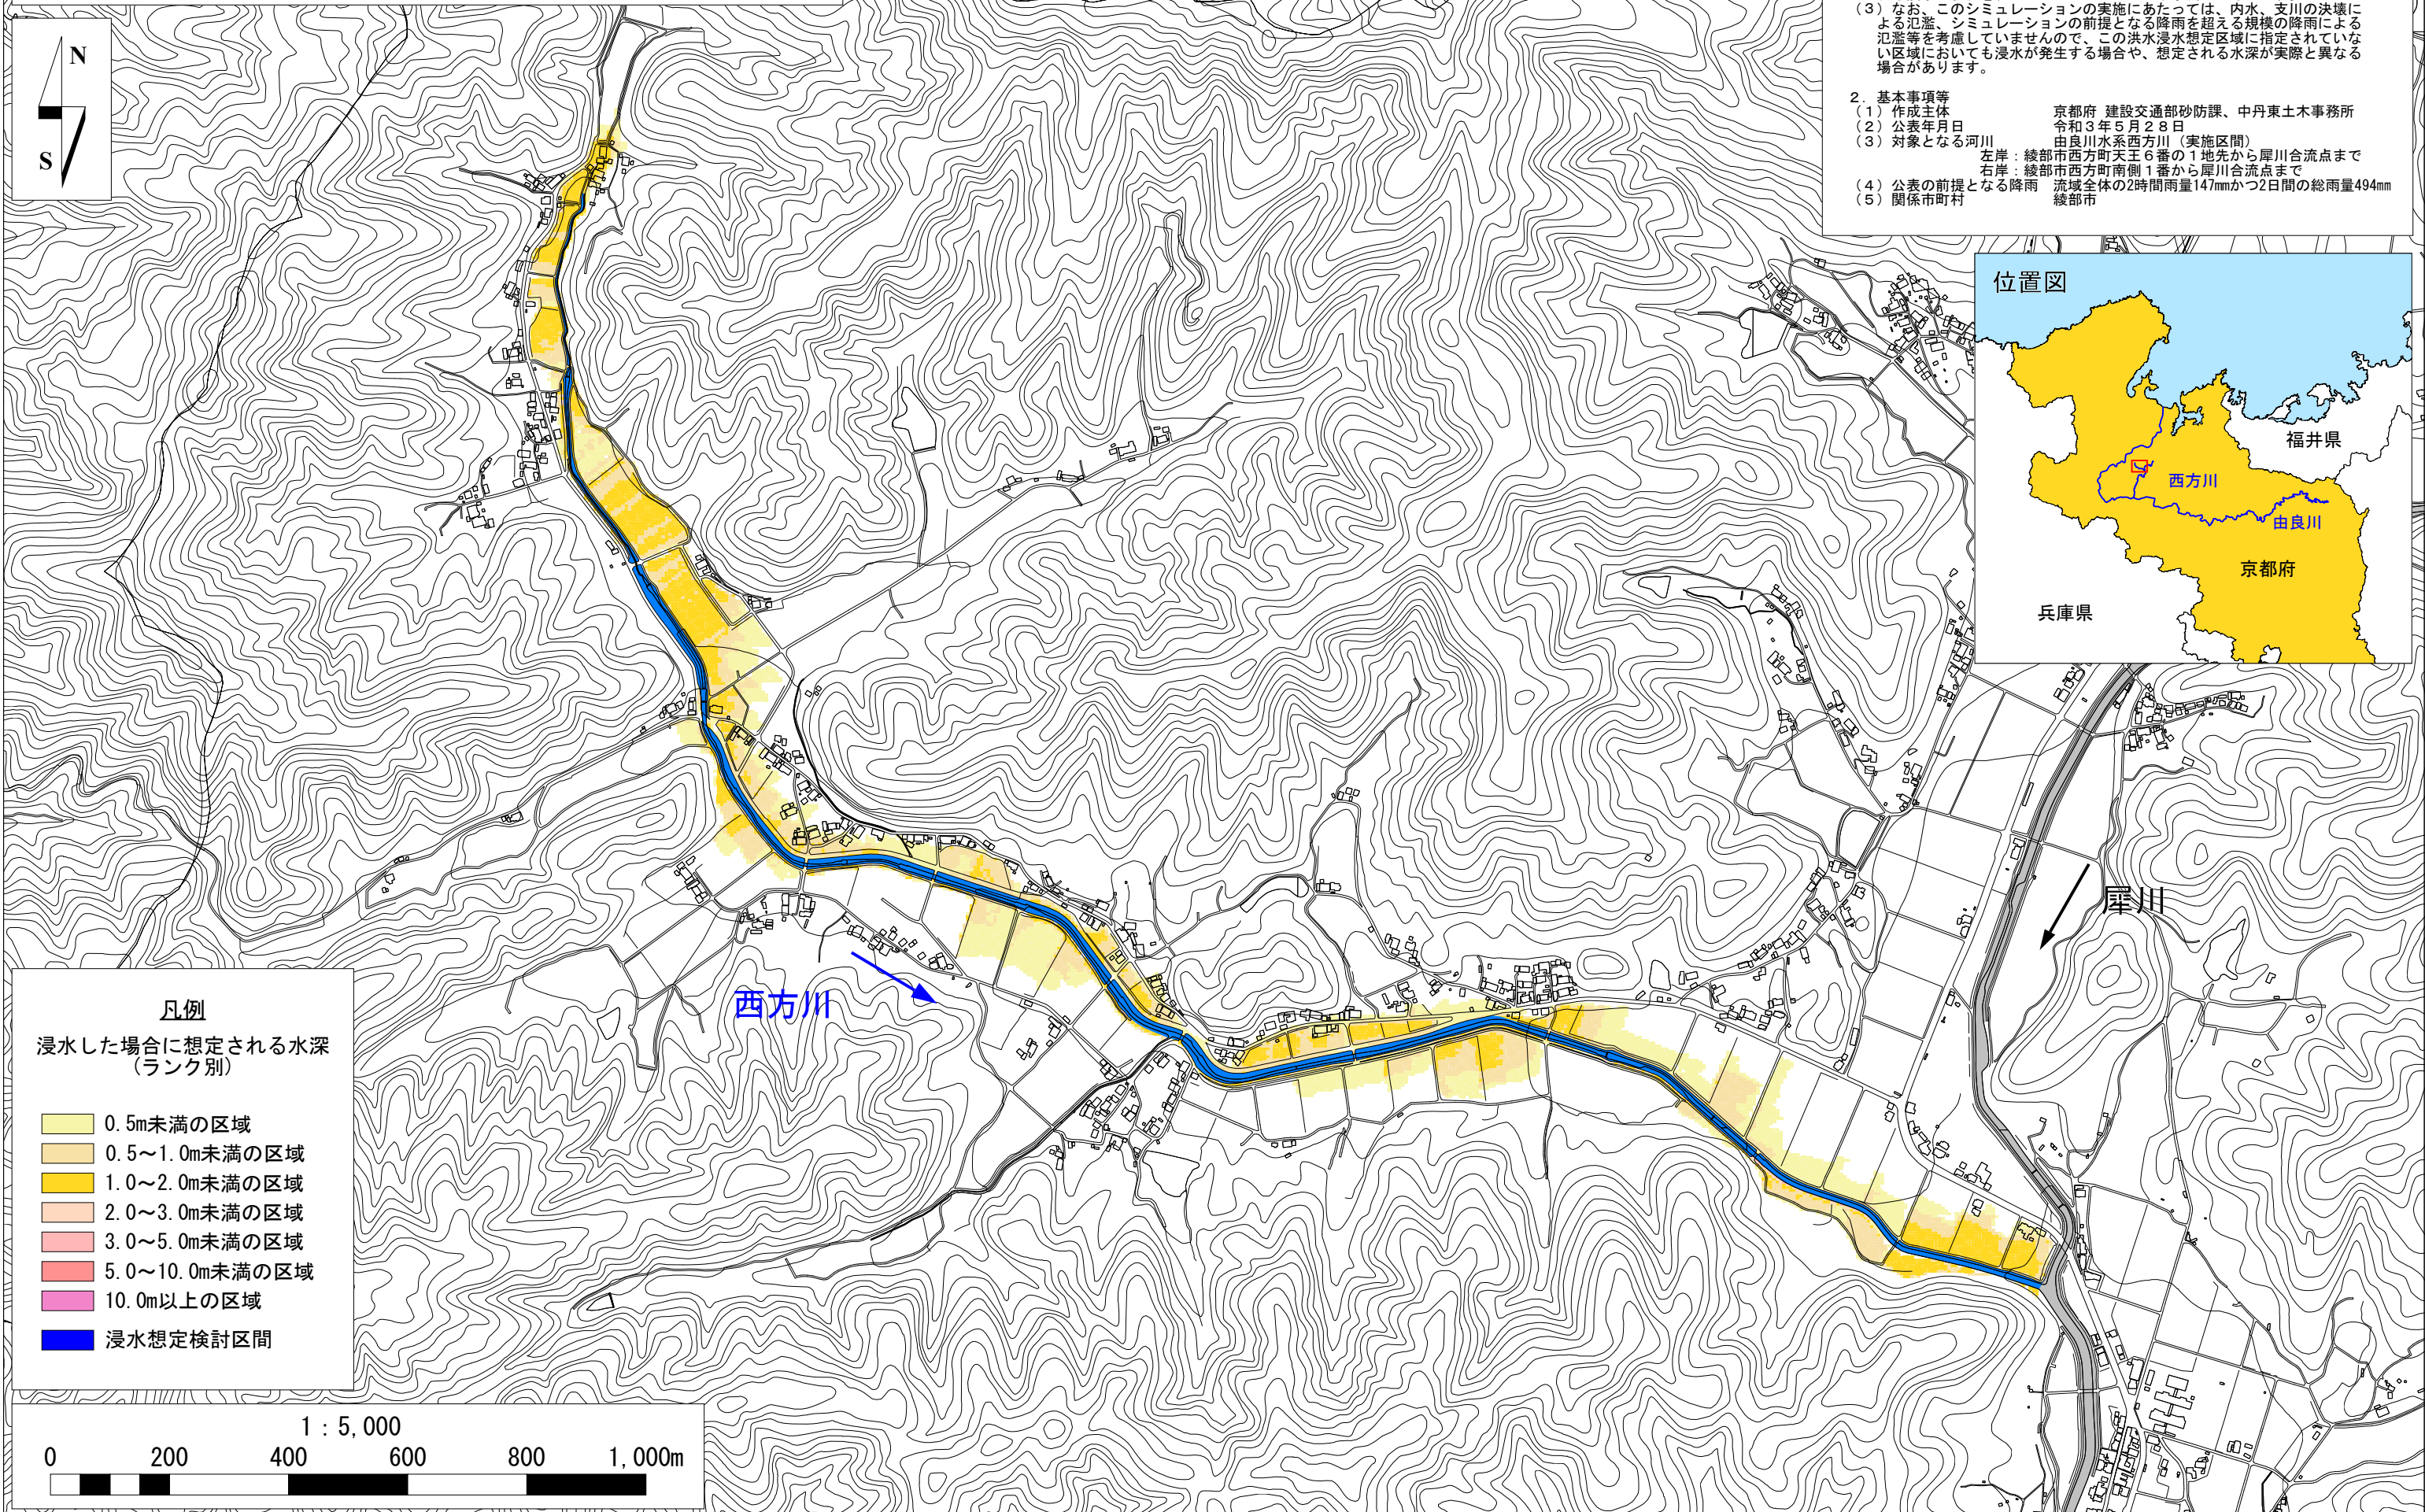 (3) なお、このシミュレーションの実施にあたっては、内水、支川の決壊に
よる氾濫、シミュレーションの前提となる降雨を超える規模の降雨による
氾濫等を考慮していませんので、この洪水浸水想定区域に指定されていな
い区域においても浸水が発生する場合や、想定される水深が実際と異なる
場合があります。
2. 基本事項等
(1) 作成主体 京都府 建設交通部砂防課、中丹東土木事務所
(2) 公表年月日 令和3年5月28日
(3) 対象となる河川 由良川水系西方川（実施区間）
左岸：綾部市西方町天王6番の1地先から犀川合流点まで
右岸：綾部市西方町南側1番から犀川合流点まで
(4) 公表の前提となる降雨 流域全体の2時間雨量147mmかつ2日間の総雨量494mm
(5) 関係市町村 綾部市
N
S
位置図
福井県
西方川
由良川
京都府
兵庫県
犀川
西方川
凡例
浸水した場合に想定される水深
(ランク別)
0.5m未満の区域
0.5～1.0m未満の区域
1.0～2.0m未満の区域
2.0～3.0m未満の区域
3.0～5.0m未満の区域
5.0～10.0m未満の区域
10.0m以上の区域
浸水想定検討区間
1：5,000
0 200 400 600 800 1,000m